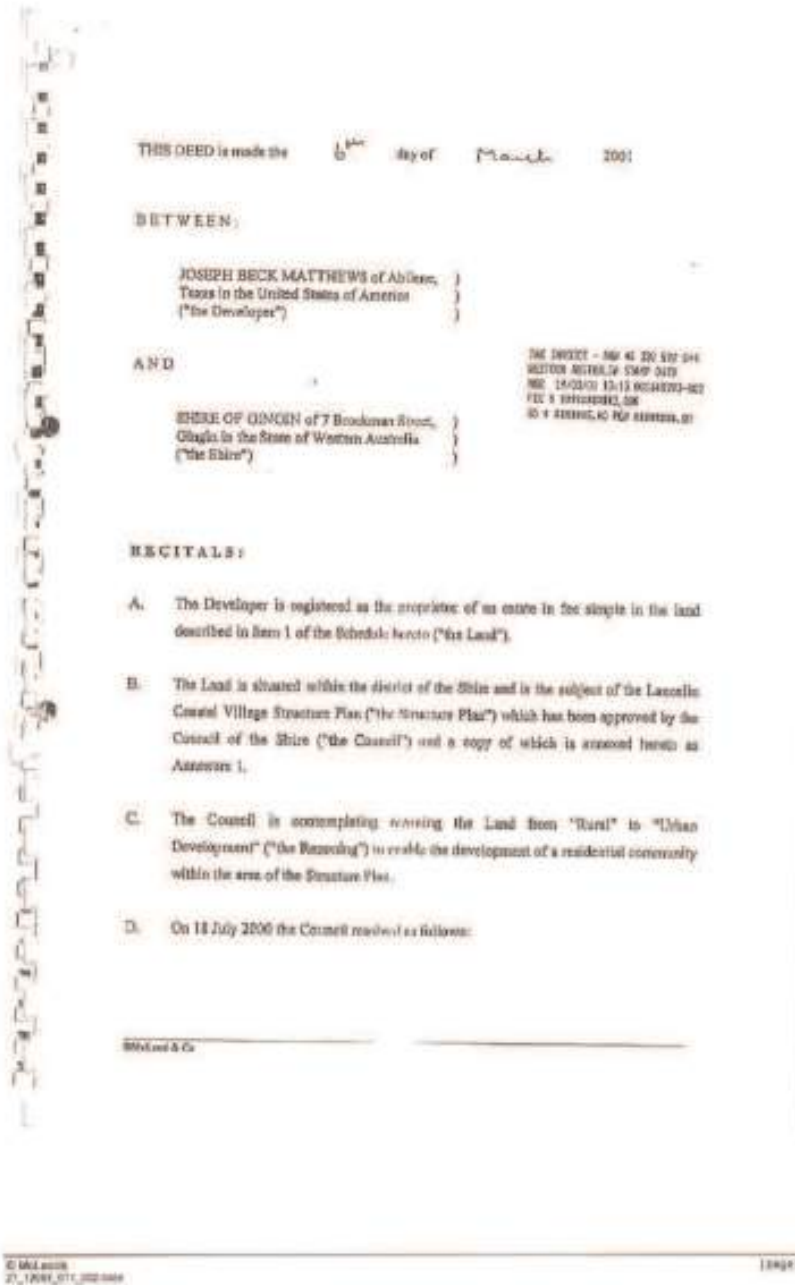 THIS DEED is made the 6th day of March 2001
BETWEEN:
JOSEPH BECK MATTHEWS of Abilene, )
Texas in the United States of America )
("the Developer") )
AND
WESTERN AUSTRALIA STAMP DUTY
SHIRE OF GINGIN of 7 Brockman Street, )
Gingin in the State of Western Australia )
("the Shire") )
RECITALS:
A. The Developer is registered as the proprietor of an estate in fee simple in the land
described in Item 1 of the Schedule hereto ("the Land").
B. The Land is situated within the district of the Shire and is the subject of the Lancelin
Coastal Village Structure Plan ("the Structure Plan") which has been approved by the
Council of the Shire ("the Council") and a copy of which is annexed hereto as
Annexure 1.
C. The Council is contemplating rezoning the Land from "Rural" to "Urban
Development" ("the Rezoning") to enable the development of a residential community
within the area of the Structure Plan.
D. On 18 July 2000 the Council resolved as follows:
©McLeod & Co
© McLeods